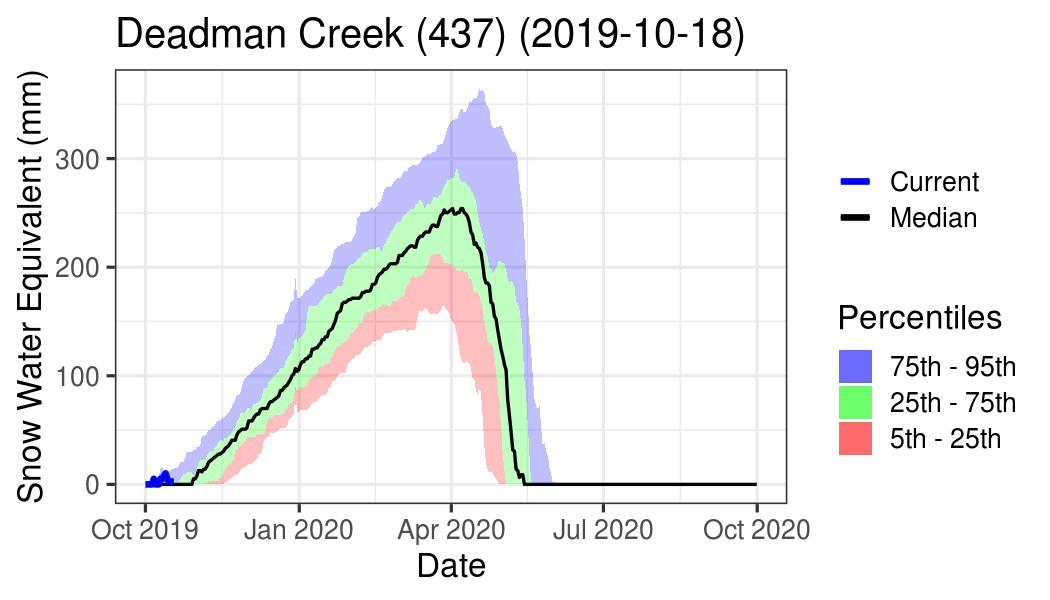 Deadman Creek (437) (2019-10-18)
Snow Water Equivalent (mm)
300
200
100
0
Oct 2019
Jan 2020
Apr 2020
Jul 2020
Oct 2020
Date
Current
Median
Percentiles
75th - 95th
25th - 75th
5th - 25th